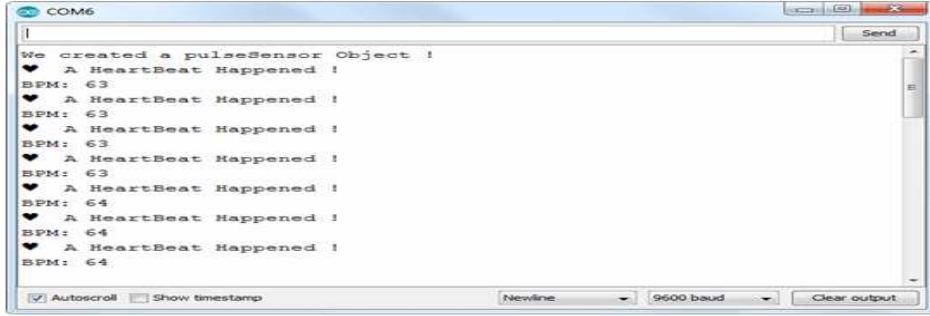 COM6
Send
We created a pulseSensor Object !
♥ A HeartBeat Happened !
BPM: 63
♥ A HeartBeat Happened !
BPM: 63
♥ A HeartBeat Happened !
BPM: 63
♥ A HeartBeat Happened !
BPM: 63
♥ A HeartBeat Happened !
BPM: 64
♥ A HeartBeat Happened !
BPM: 64
♥ A HeartBeat Happened !
BPM: 64
Autoscroll Show timestamp Newline 9600 baud Clear output